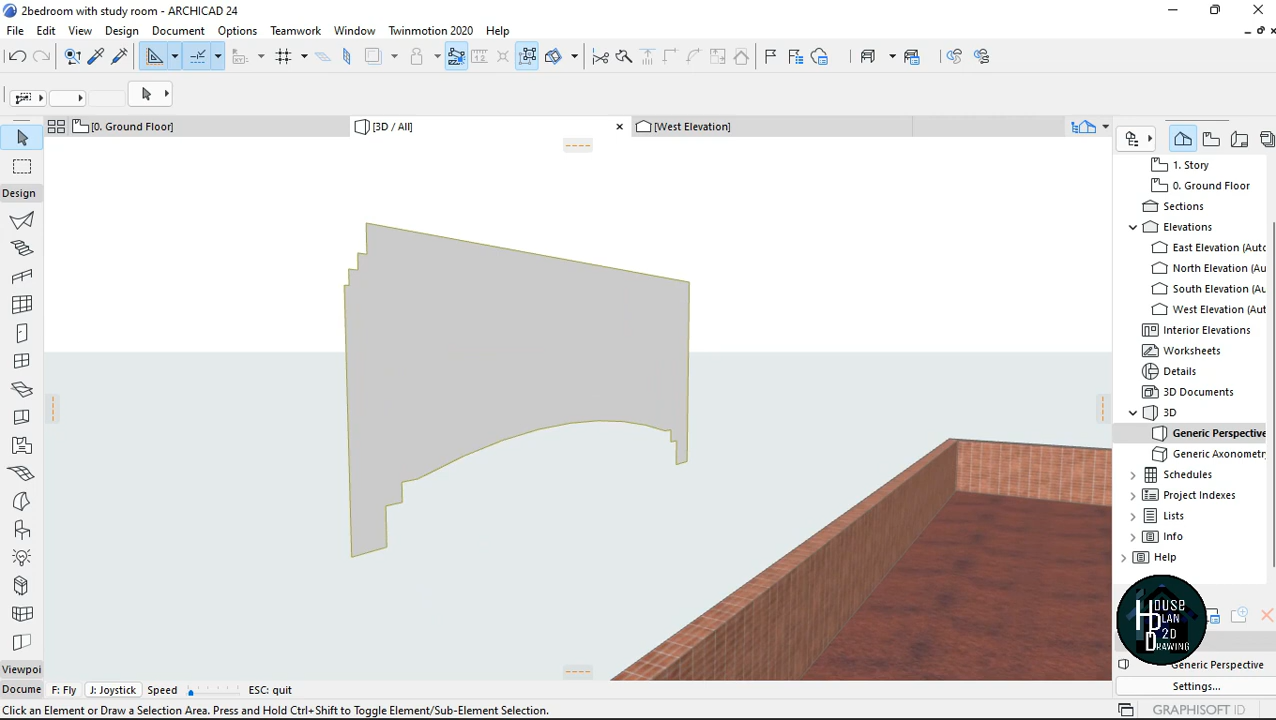 2bedroom with study room - ARCHICAD 24
File Edit View Design Document Options Teamwork Window Twinmotion 2020 Help
[0. Ground Floor]
[3D / All]
[West Elevation]
Design
1. Story
0. Ground Floor
Sections
Elevations
East Elevation (Auto
North Elevation (Au
South Elevation (Au
West Elevation (Aut
Interior Elevations
Worksheets
Details
3D Documents
3D
Generic Perspective
Generic Axonometr
Schedules
Project Indexes
Lists
Info
Help
HOUSE
PLAN
2D
DRAWING
Viewpoi
Generic Perspective
Docume
F: Fly J: Joystick Speed ESC: quit
Settings...
Click an Element or Draw a Selection Area. Press and Hold Ctrl+Shift to Toggle Element/Sub-Element Selection.
GRAPHISOFT ID